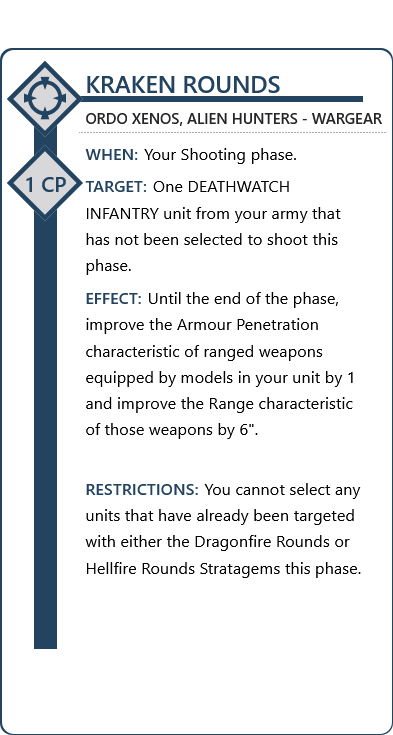 KRAKEN ROUNDS
ORDO XENOS, ALIEN HUNTERS - WARGEAR
1 CP
WHEN: Your Shooting phase.
TARGET: One DEATHWATCH
INFANTRY unit from your army that
has not been selected to shoot this
phase.
EFFECT: Until the end of the phase,
improve the Armour Penetration
characteristic of ranged weapons
equipped by models in your unit by 1
and improve the Range characteristic
of those weapons by 6".
RESTRICTIONS: You cannot select any
units that have already been targeted
with either the Dragonfire Rounds or
Hellfire Rounds Stratagems this phase.